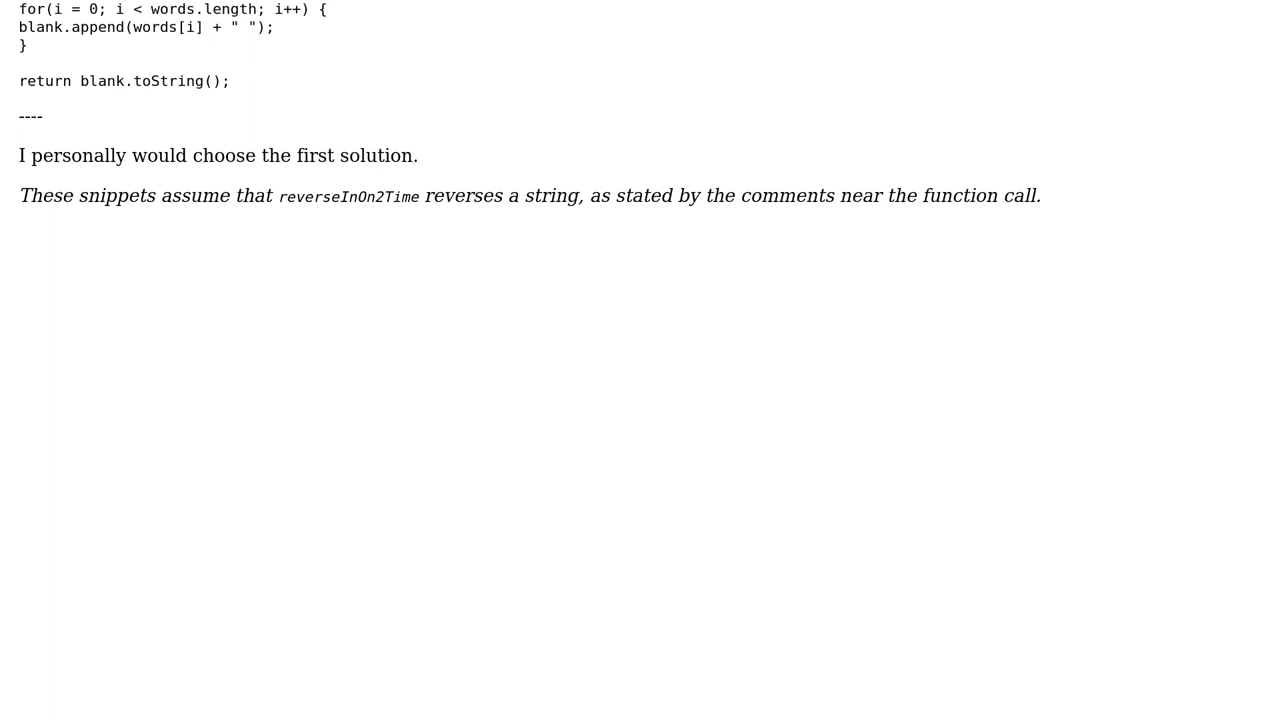 for(i = 0; i < words.length; i++) {
blank.append(words[i] + " ");
}
return blank.toString();
----
I personally would choose the first solution.
These snippets assume that reverseInOn2Time reverses a string, as stated by the comments near the function call.